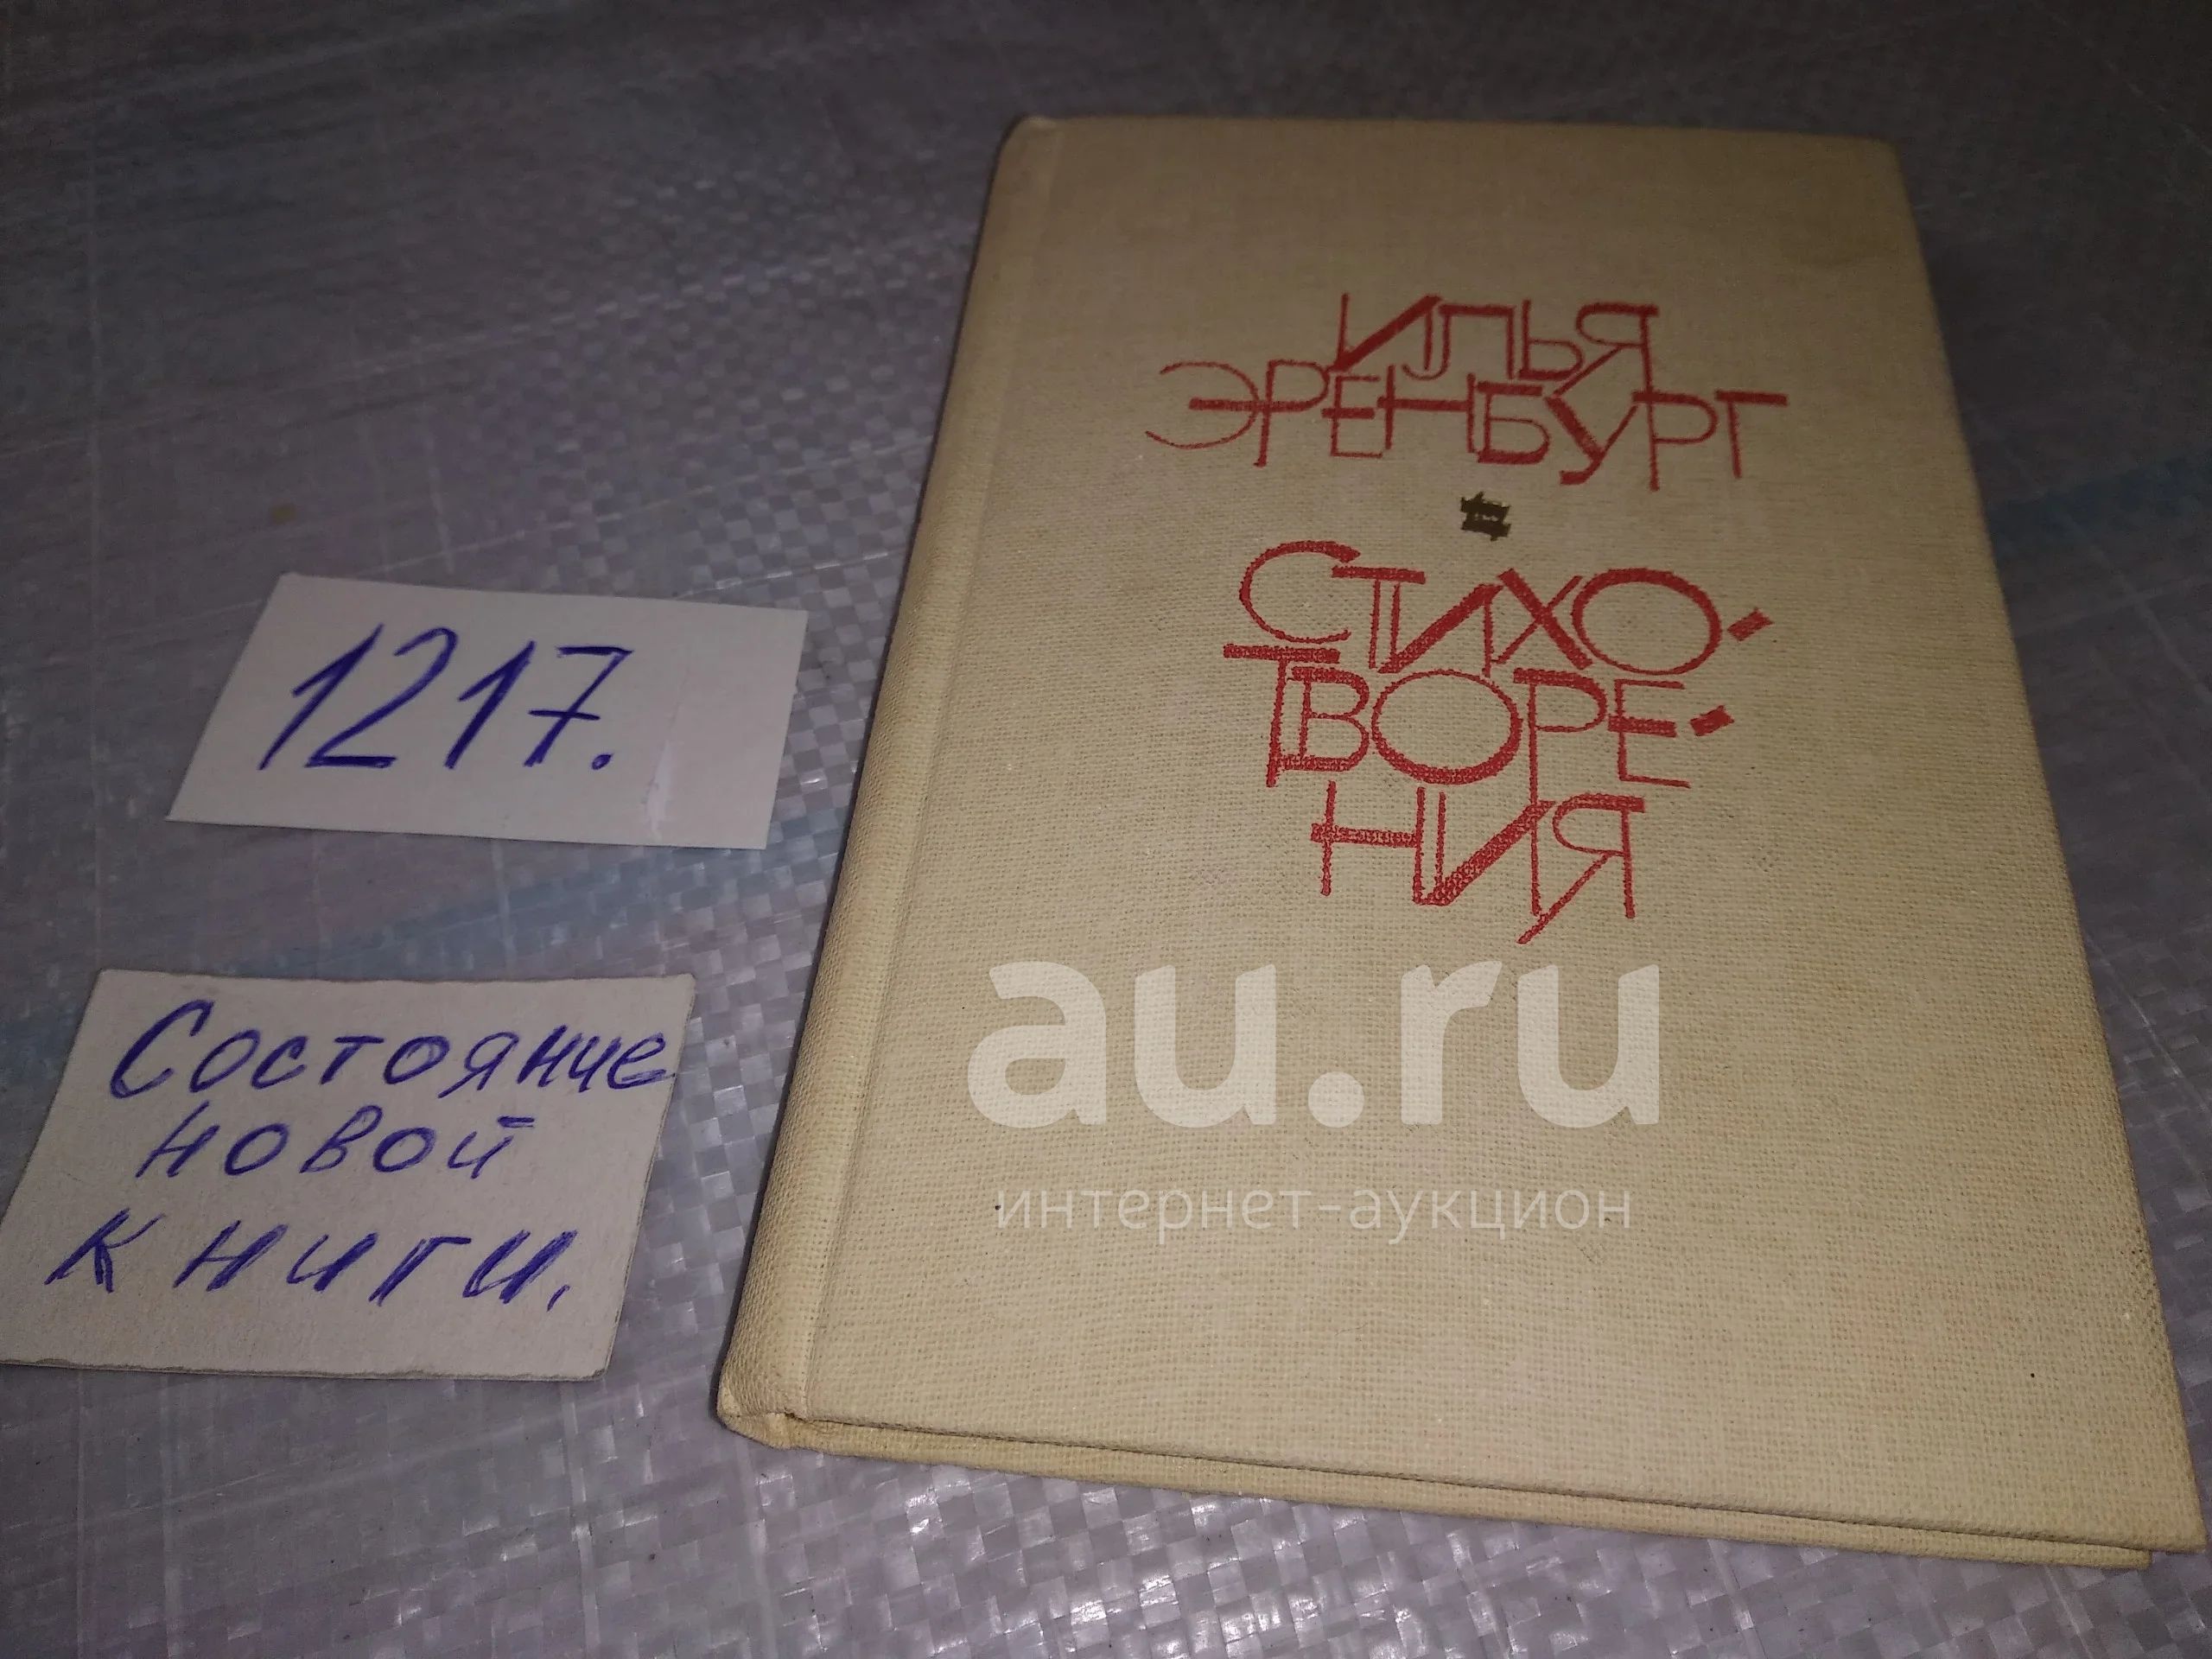 1217.
Состояние
новой
книги.
ИЛЬЯ
ЭРЕНБУРГ
СТИХО-
ТВОРЕ-
НИЯ
au.ru
интернет-аукцион